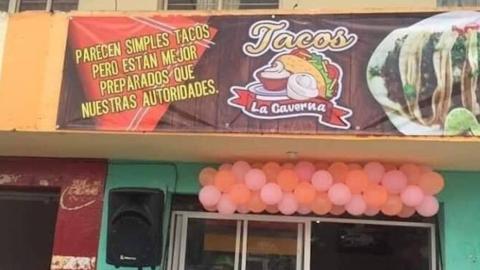 PARECEN SIMPLES TACOS
PERO ESTÁN MEJOR
PREPARADOS QUE
NUESTRAS AUTORIDADES.
Tacos
La Caverna